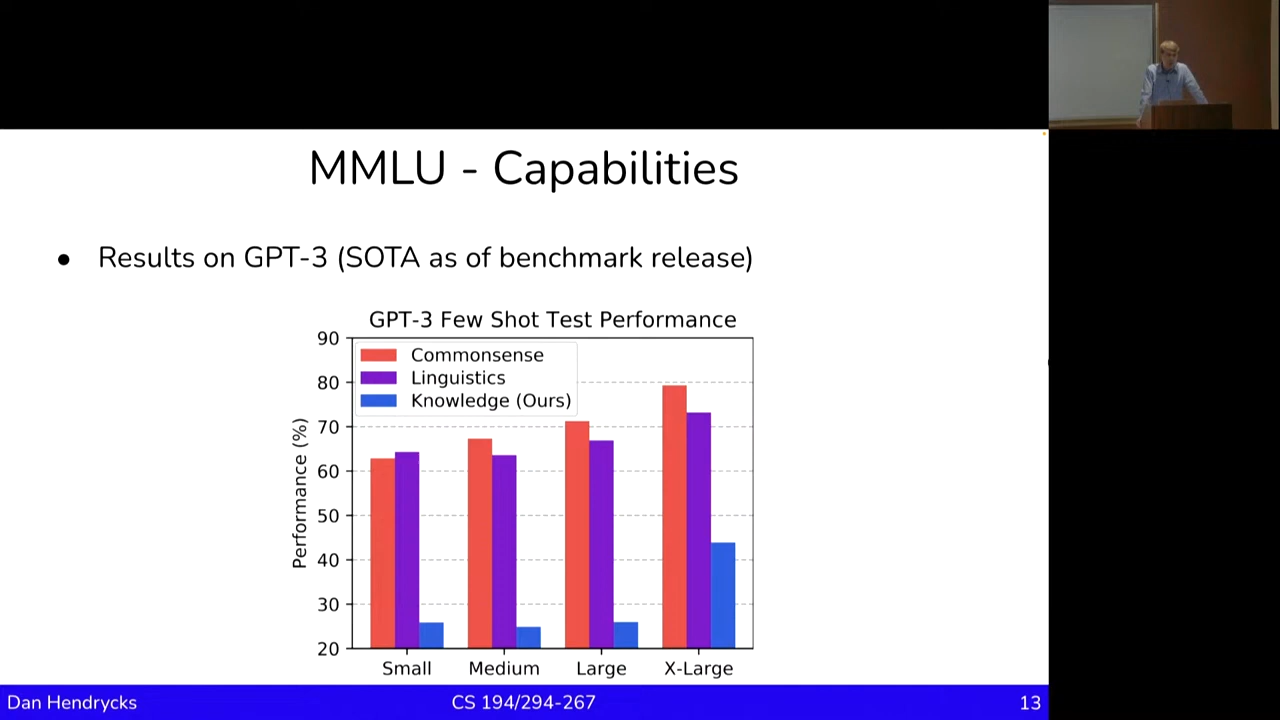 MMLU - Capabilities
● Results on GPT-3 (SOTA as of benchmark release)
GPT-3 Few Shot Test Performance
Commonsense
Linguistics
Knowledge (Ours)
Performance (%)
90
80
70
60
50
40
30
20
Small Medium Large X-Large
Dan Hendrycks CS 194/294-267 13